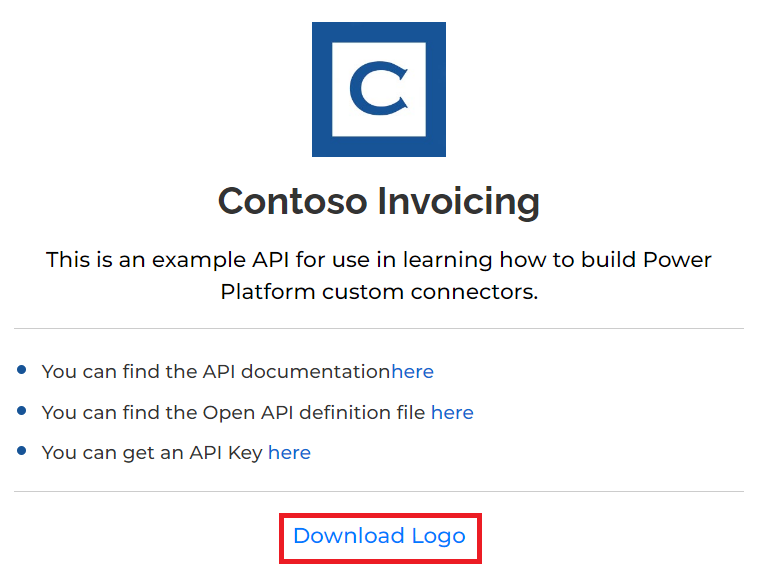 C
Contoso Invoicing
This is an example API for use in learning how to build Power
Platform custom connectors.
You can find the API documentationhere
You can find the Open API definition file here
You can get an API Key here
Download Logo